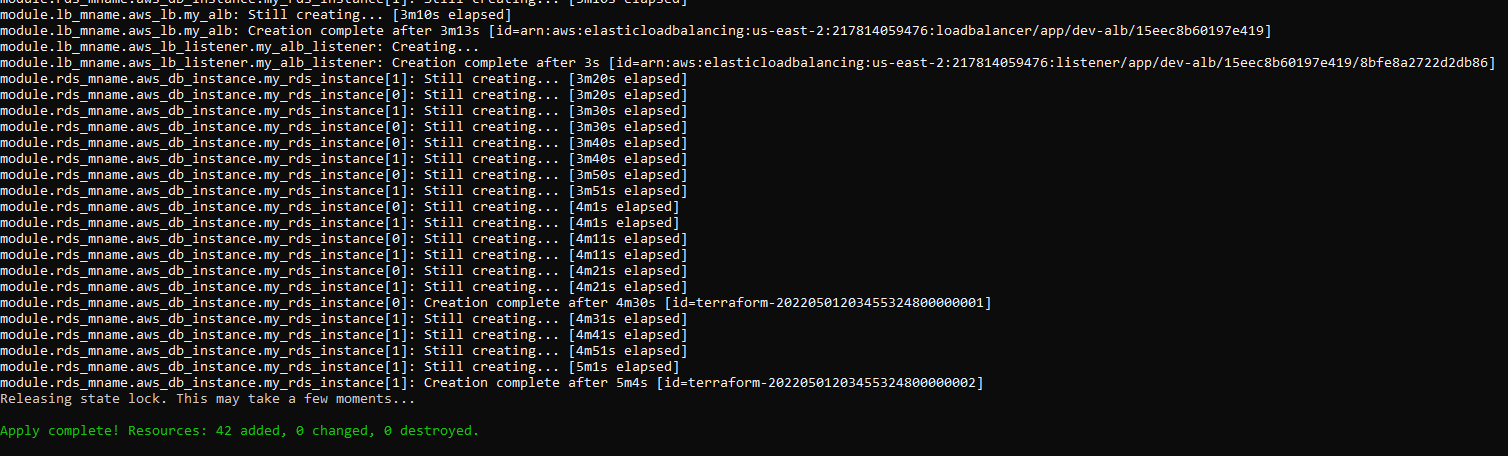 module.rds_mname.aws_db_instance.my_rds_instance[1]: Still creating... [3m10s elapsed]
module.lb_mname.aws_lb.my_alb: Still creating... [3m10s elapsed]
module.lb_mname.aws_lb.my_alb: Creation complete after 3m13s [id=arn:aws:elasticloadbalancing:us-east-2:217814059476:loadbalancer/app/dev-alb/15eec8b60197e419]
module.lb_mname.aws_lb_listener.my_alb_listener: Creating...
module.lb_mname.aws_lb_listener.my_alb_listener: Creation complete after 3s [id=arn:aws:elasticloadbalancing:us-east-2:217814059476:listener/app/dev-alb/15eec8b60197e419/8bfe8a2722d2db86]
module.rds_mname.aws_db_instance.my_rds_instance[1]: Still creating... [3m20s elapsed]
module.rds_mname.aws_db_instance.my_rds_instance[0]: Still creating... [3m20s elapsed]
module.rds_mname.aws_db_instance.my_rds_instance[1]: Still creating... [3m30s elapsed]
module.rds_mname.aws_db_instance.my_rds_instance[0]: Still creating... [3m30s elapsed]
module.rds_mname.aws_db_instance.my_rds_instance[0]: Still creating... [3m40s elapsed]
module.rds_mname.aws_db_instance.my_rds_instance[1]: Still creating... [3m40s elapsed]
module.rds_mname.aws_db_instance.my_rds_instance[0]: Still creating... [3m50s elapsed]
module.rds_mname.aws_db_instance.my_rds_instance[1]: Still creating... [3m51s elapsed]
module.rds_mname.aws_db_instance.my_rds_instance[0]: Still creating... [4m1s elapsed]
module.rds_mname.aws_db_instance.my_rds_instance[1]: Still creating... [4m1s elapsed]
module.rds_mname.aws_db_instance.my_rds_instance[0]: Still creating... [4m11s elapsed]
module.rds_mname.aws_db_instance.my_rds_instance[1]: Still creating... [4m11s elapsed]
module.rds_mname.aws_db_instance.my_rds_instance[0]: Still creating... [4m21s elapsed]
module.rds_mname.aws_db_instance.my_rds_instance[1]: Still creating... [4m21s elapsed]
module.rds_mname.aws_db_instance.my_rds_instance[0]: Creation complete after 4m30s [id=terraform-20220501203455324800000001]
module.rds_mname.aws_db_instance.my_rds_instance[1]: Still creating... [4m31s elapsed]
module.rds_mname.aws_db_instance.my_rds_instance[1]: Still creating... [4m41s elapsed]
module.rds_mname.aws_db_instance.my_rds_instance[1]: Still creating... [4m51s elapsed]
module.rds_mname.aws_db_instance.my_rds_instance[1]: Still creating... [5m1s elapsed]
module.rds_mname.aws_db_instance.my_rds_instance[1]: Creation complete after 5m4s [id=terraform-20220501203455324800000002]
Releasing state lock. This may take a few moments...
Apply complete! Resources: 42 added, 0 changed, 0 destroyed.